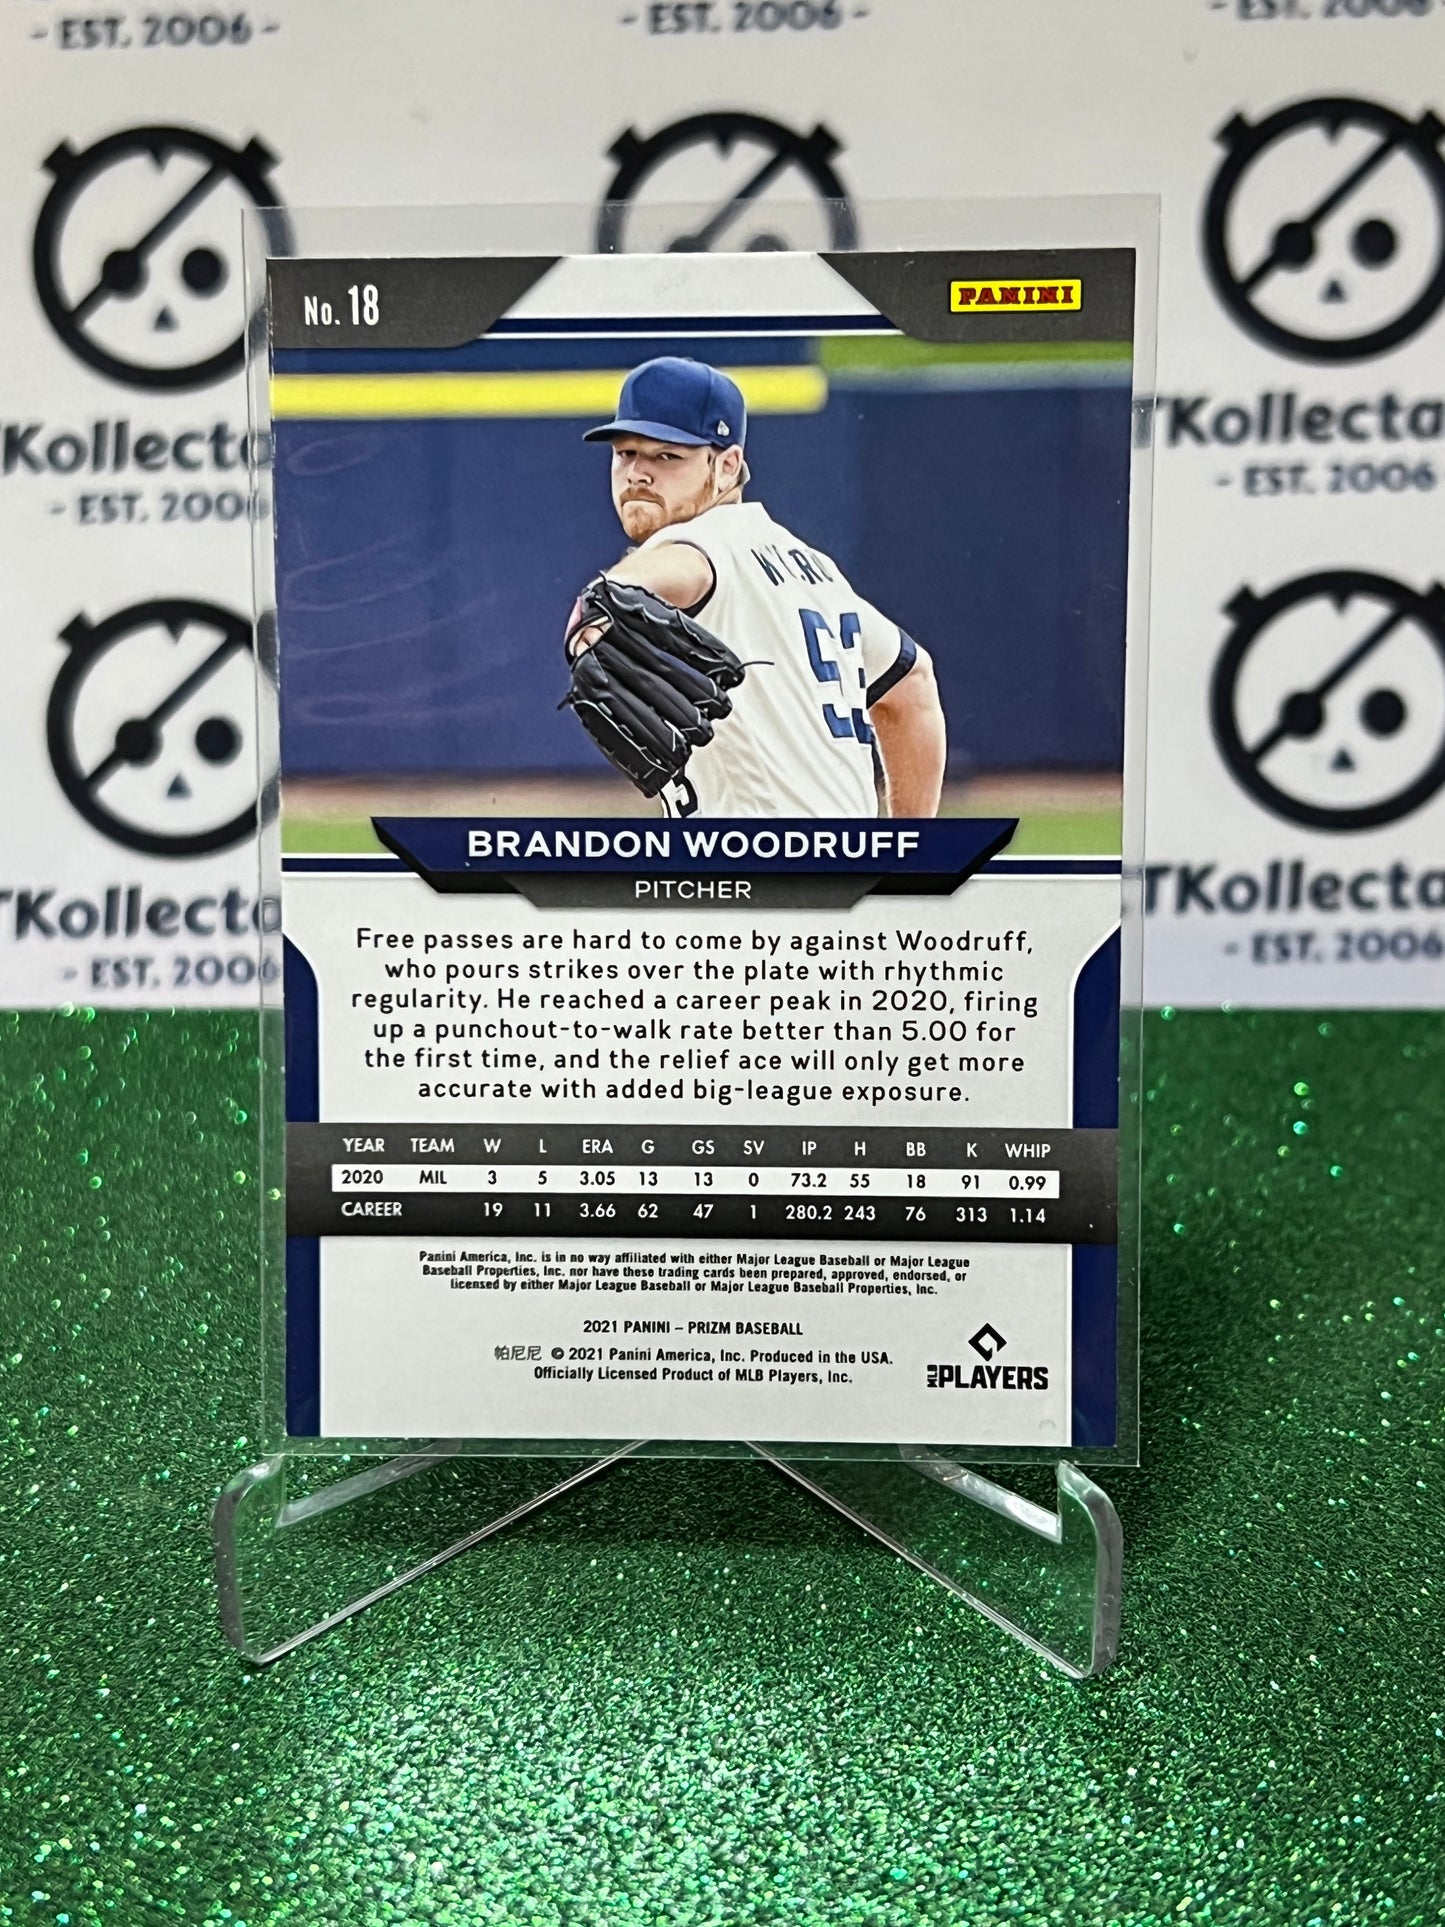 - EST. 2006 -
- EST. 2006 -
- EST. 2006
No. 18
PANINI
- EST. 2006
- EST. 2006
53
BRANDON WOODRUFF
PITCHER
Free passes are hard to come by against Woodruff,
who pours strikes over the plate with rhythmic
regularity. He reached a career peak in 2020, firing
up a punchout-to-walk rate better than 5.00 for
the first time, and the relief ace will only get more
accurate with added big-league exposure.
- EST. 2006
- EST. 2006
YEAR TEAM W L ERA G GS SV IP H BB K WHIP
2020 MIL 3 5 3.05 13 13 0 73.2 55 18 91 0.99
CAREER 19 11 3.66 62 47 1 280.2 243 76 313 1.14
Panini America, Inc. is in no way affiliated with either Major League Baseball or Major League
Baseball Properties, Inc. nor have these trading cards been prepared, approved, endorsed, or
licensed by either Major League Baseball or Major League Baseball Properties, Inc.
2021 PANINI – PRIZM BASEBALL
帕尼尼 © 2021 Panini America, Inc. Produced in the USA.
Officially Licensed Product of MLB Players, Inc.
MLB PLAYERS